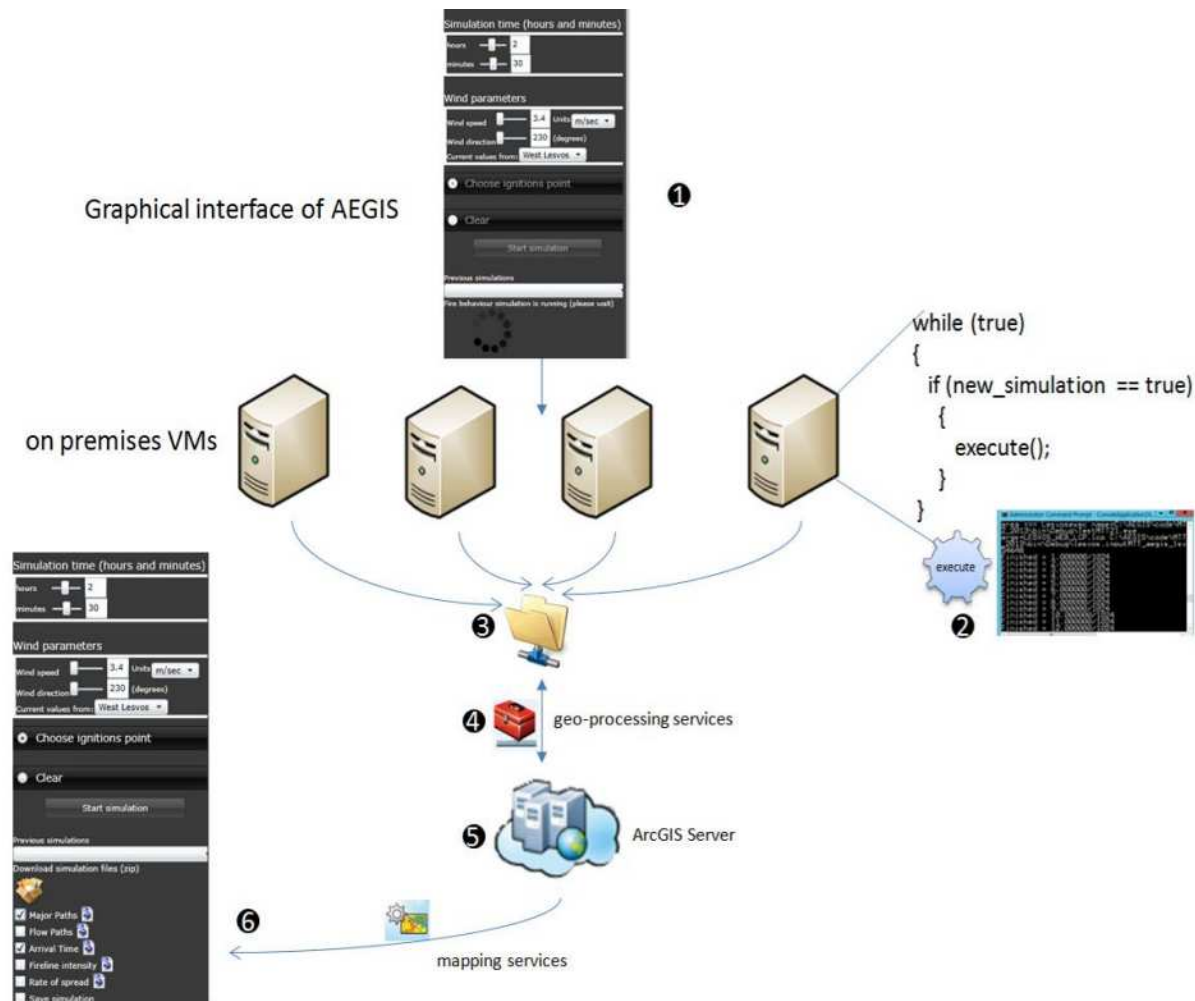 Simulation time (hours and minutes)
hours 2
minutes 30
Wind parameters
Wind speed 3.4 Units m/sec
Wind direction 230 (degrees)
Current values from: West Lesvos
Choose ignitions point
Clear
Start simulation
Previous simulations
Fire behaviour simulation is running (please wait)
Graphical interface of AEGIS
❶
while (true)
{
if (new_simulation == true)
{
execute();
}
}
on premises VMs
execute
❷
❸
❹
geo-processing services
❺
ArcGIS Server
❻
mapping services
Simulation time (hours and minutes)
hours 2
minutes 30
Wind parameters
Wind speed 3.4 Units m/sec
Wind direction 230 (degrees)
Current values from: West Lesvos
Choose ignitions point
Clear
Start simulation
Previous simulations
Download simulation files (zip)
Major Paths
Flow Paths
Arrival Time
Fireline intensity
Rate of spread
Save simulation